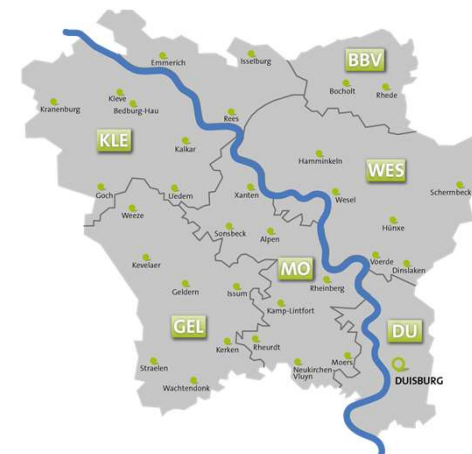 Emmerich
Isselburg
BBV
Bocholt
Rhede
Kleve
Kranenburg
Bedburg-Hau
Rees
KLE
Kalkar
Hamminkeln
WES
Schermbeck
Goch
Uedem
Xanten
Wesel
Weeze
Sonsbeck
Alpen
Hünxe
Kevelaer
MO
Voerde
Dinslaken
Geldern
Issum
Rheinberg
Kamp-Lintfort
GEL
DU
Kerken
Rheurdt
Straelen
Neukirchen
Vluyn
Moers
DUISBURG
Wachtendonk